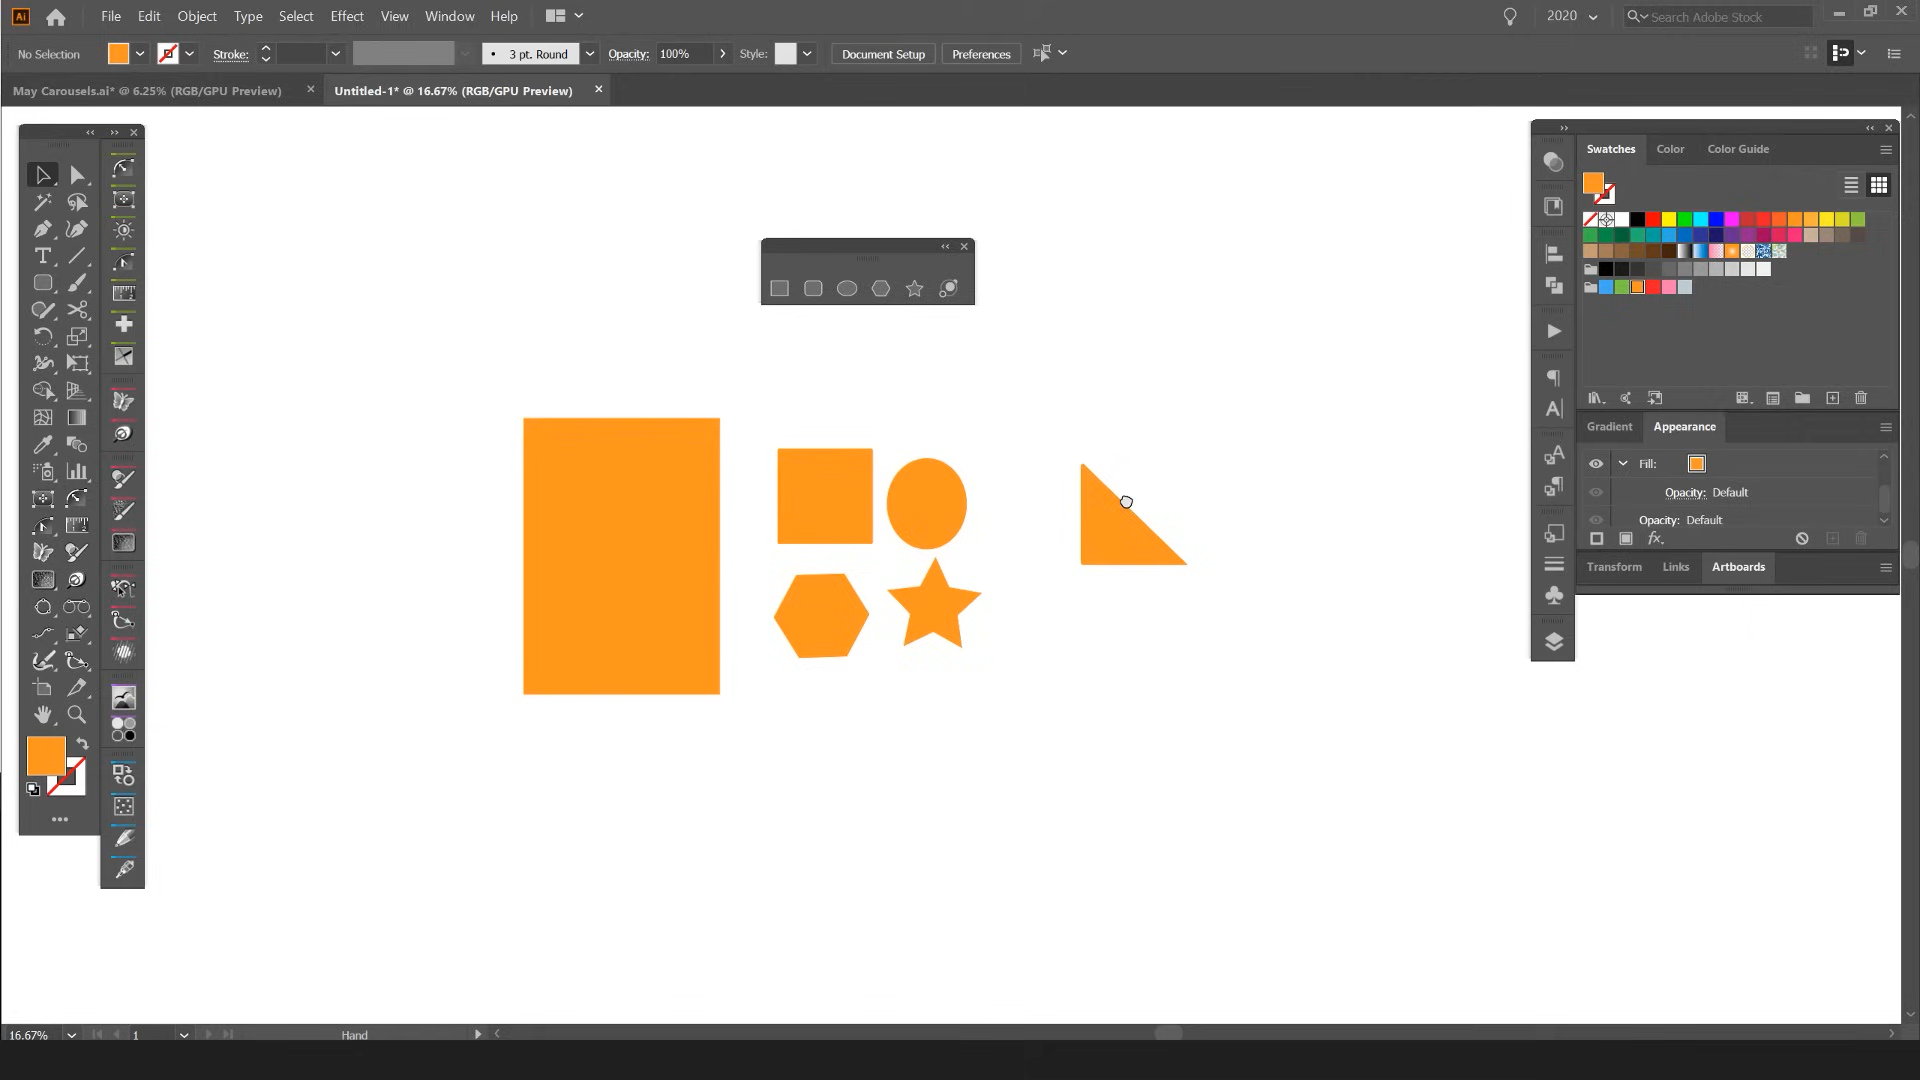 Ai File Edit Object Type Select Effect View Window Help 2020 Search Adobe Stock
No Selection Stroke: 3 pt. Round Opacity: 100% Style: Document Setup Preferences
May Carousels.ai* @ 6.25% (RGB/GPU Preview) Untitled-1* @ 16.67% (RGB/GPU Preview)
Swatches Color Color Guide
Gradient Appearance
Fill:
Opacity: Default
Opacity: Default
fx.
Transform Links Artboards
16.67% 1 Hand